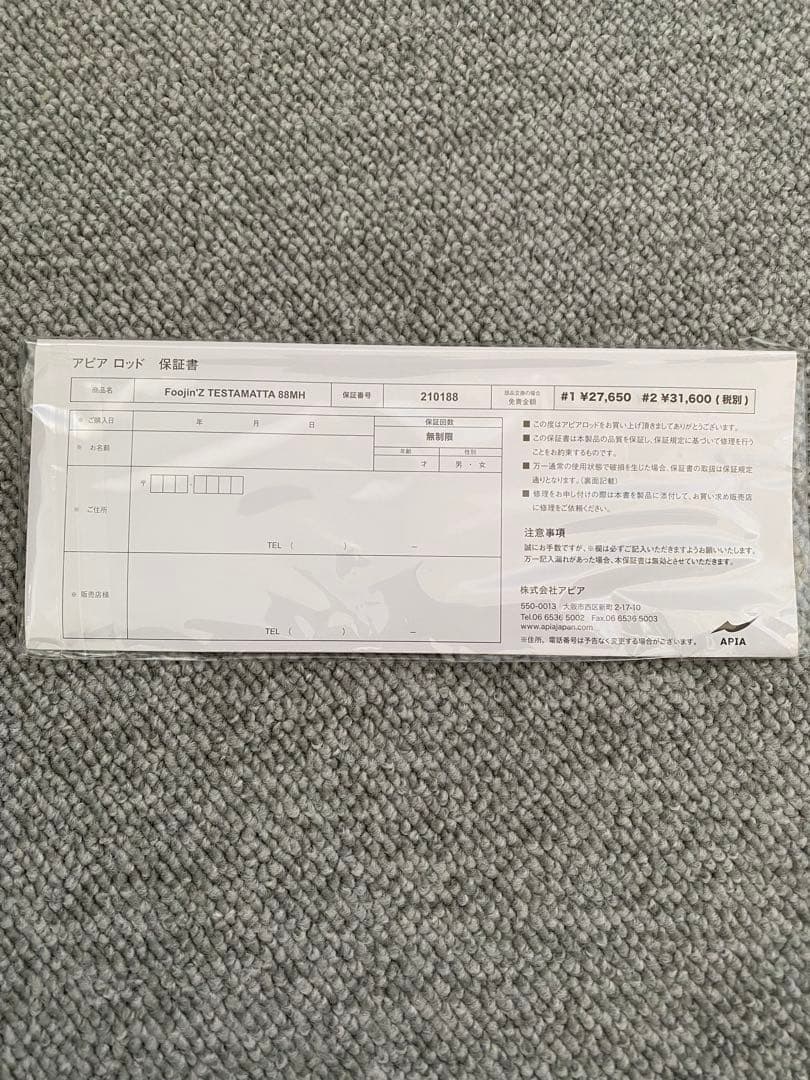 アピア ロッド　保証書
商品名
Foojin'Z TESTAMATTA 88MH
保証番号
210188
部品交換の場合
免責金額
#1 ¥27,650 #2 ¥31,600 (税別)
※ ご購入日
年 月 日
保証回数
無制限
※ お名前
年齢 性別
才 男・女
※ ご住所
〒 -
TEL ( ) －
※ 販売店様
TEL ( ) －
■ この度はアピアロッドをお買い上げ頂きましてありがとうございます。
■ この保証書は本製品の品質を保証し、保証規定に基づいて修理を行う
ことをお約束するものです。
■ 万一通常の使用状態で破損を生じた場合、保証書の取扱は保証規定
通りとなります。(裏面記載)
■ 修理をお申し付けの際は本書を製品に添付して、お買い求め販売店
に修理をご依頼ください。
注意事項
誠にお手数ですが、※欄は必ずご記入いただきますようお願いいたします。
万一記入漏れがあった場合、本保証書は無効とさせていただきます。
株式会社アピア
550-0013 大阪市西区新町 2-17-10
Tel.06 6536 5002 Fax.06 6536 5003
www.apiajapan.com
※住所、電話番号は予告なく変更する場合がございます。
APIA